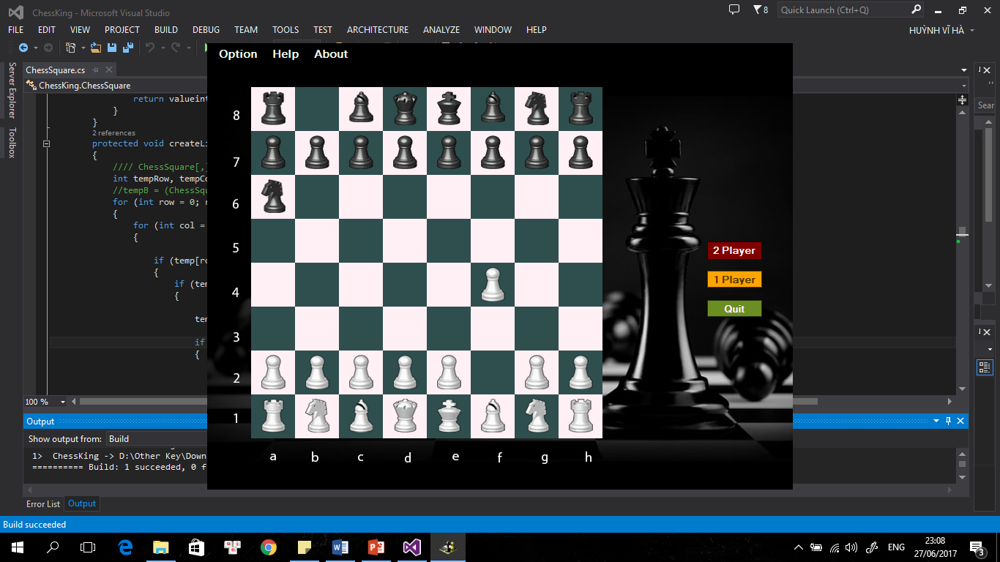 ChessKing - Microsoft Visual Studio
8
Quick Launch (Ctrl+Q)
FILE EDIT VIEW PROJECT BUILD DEBUG TEAM TOOLS TEST ARCHITECTURE ANALYZE WINDOW HELP
HUỲNH VĨ HÀ
Option Help About
Server Explorer
Toolbox
ChessSquare.cs
ChessKing.ChessSquare
Sear
return valueint
}
}
2 references
protected void createLi
{
//// ChessSquare[,]
int tempRow, tempCo
//tempB = (ChessSqu
for (int row = 0; r
{
for (int col =
{
if (temp[ro
{
if (tem
{
tem
if
{
8
7
6
5
4
3
2
1
a b c d e f g h
2 Player
1 Player
Quit
100 %
Output
Show output from: Build
1> ChessKing -> D:\Other Key\Down
========== Build: 1 succeeded, 0 f
Error List Output
Build succeeded
ENG
23:08
27/06/2017
3